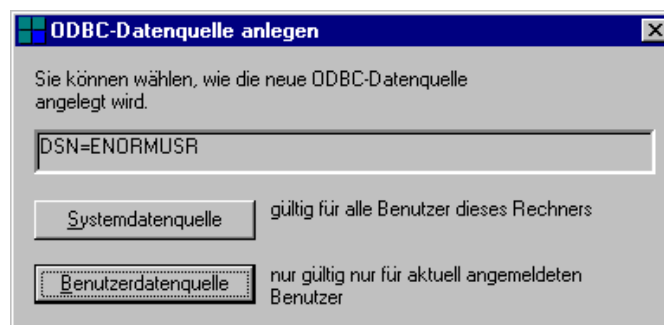 ODBC-Datenquelle anlegen
Sie können wählen, wie die neue ODBC-Datenquelle
angelegt wird.
DSN=ENORMUSR
Systemdatenquelle
gültig für alle Benutzer dieses Rechners
Benutzerdatenquelle
nur gültig nur für aktuell angemeldeten
Benutzer